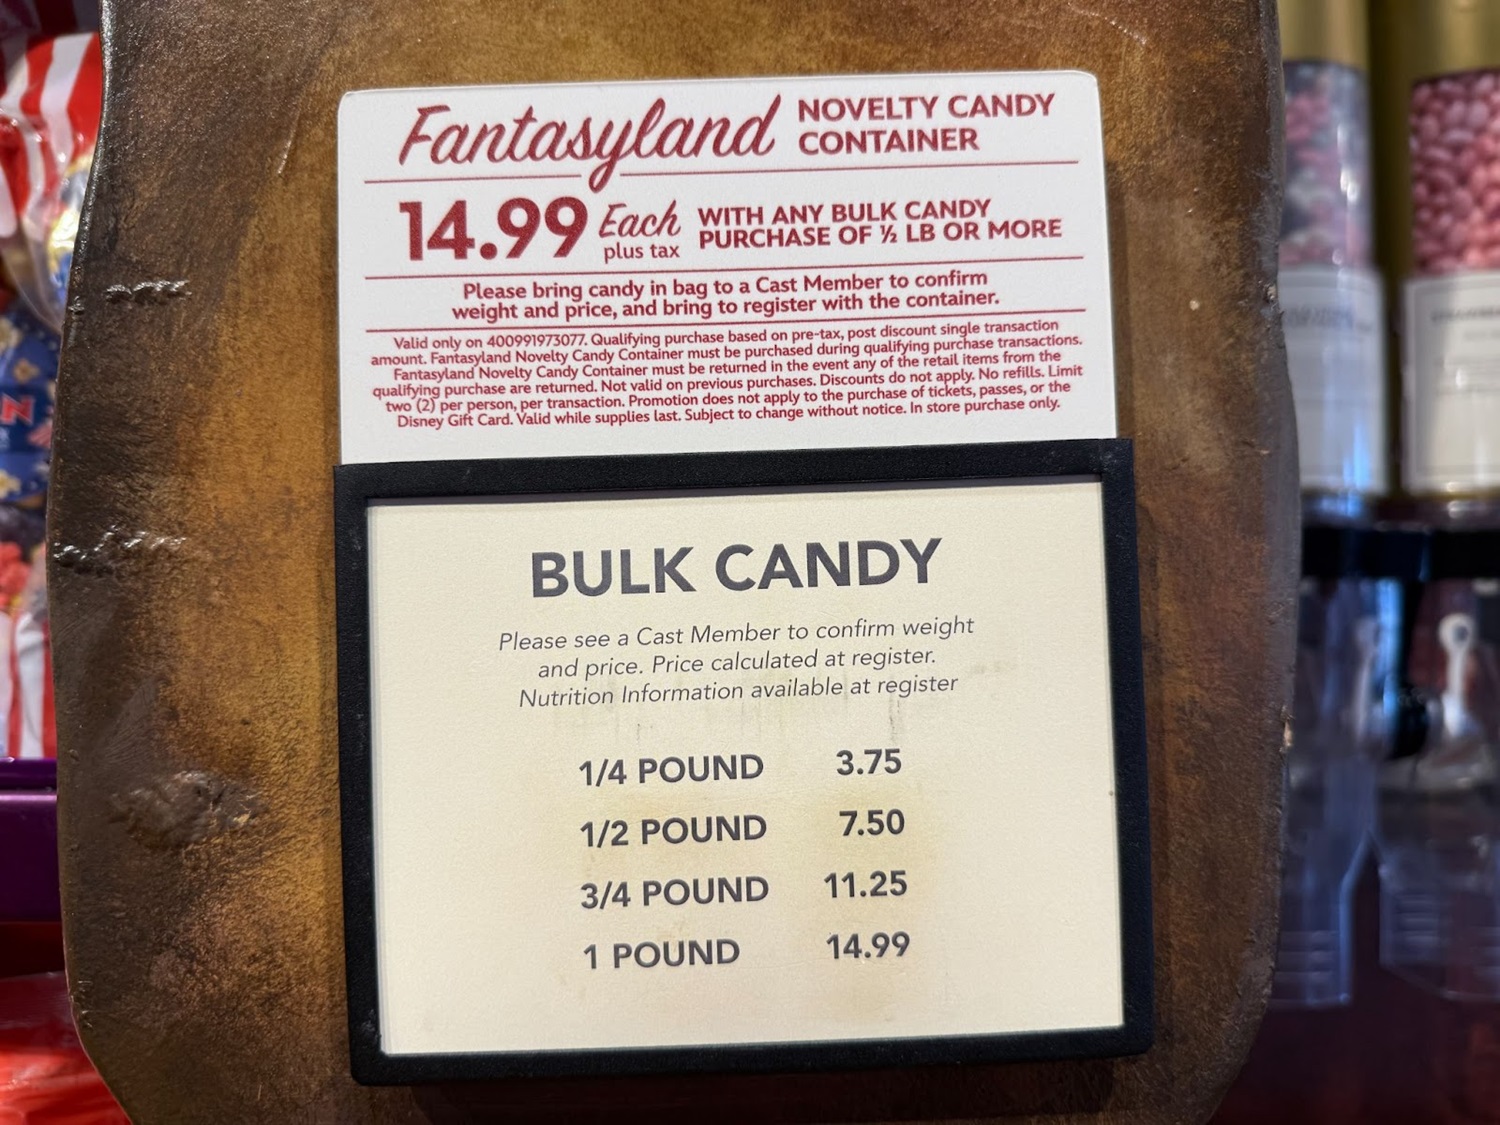 Fantasyland NOVELTY CANDY CONTAINER
14.99 Each plus tax WITH ANY BULK CANDY PURCHASE OF ½ LB OR MORE
Please bring candy in bag to a Cast Member to confirm
weight and price, and bring to register with the container.
Valid only on 400991973077. Qualifying purchase based on pre-tax, post discount single transaction
amount. Fantasyland Novelty Candy Container must be purchased during qualifying purchase transactions.
Fantasyland Novelty Candy Container must be returned in the event any of the retail items from the
qualifying purchase are returned. Not valid on previous purchases. Discounts do not apply. No refills. Limit
two (2) per person, per transaction. Promotion does not apply to the purchase of tickets, passes, or the
Disney Gift Card. Valid while supplies last. Subject to change without notice. In store purchase only.
BULK CANDY
Please see a Cast Member to confirm weight
and price. Price calculated at register.
Nutrition Information available at register
1/4 POUND 3.75
1/2 POUND 7.50
3/4 POUND 11.25
1 POUND 14.99